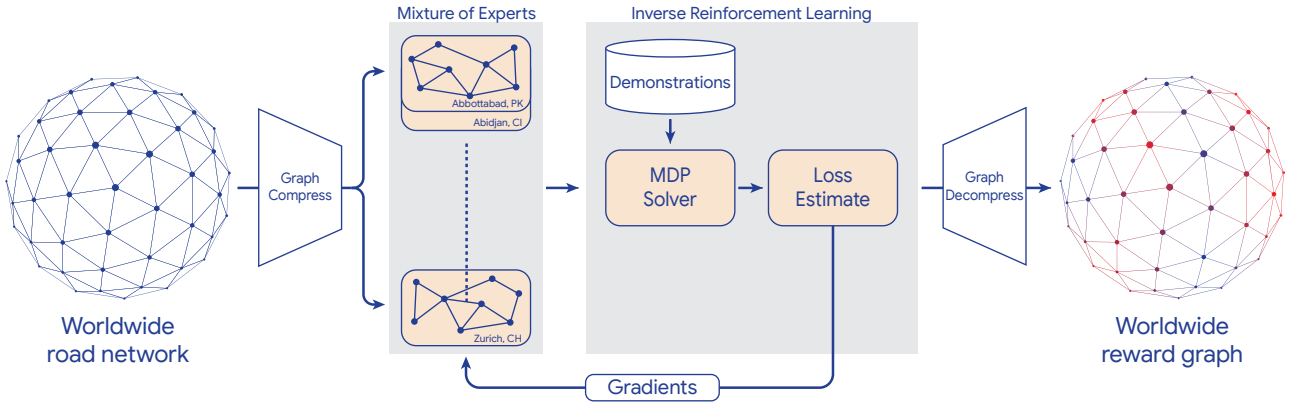 Mixture of Experts
Inverse Reinforcement Learning
Abbottabad, PK
Abidjan, CI
Demonstrations
Graph
Compress
MDP
Solver
Loss
Estimate
Graph
Decompress
Zurich, CH
Worldwide
road network
Worldwide
reward graph
Gradients